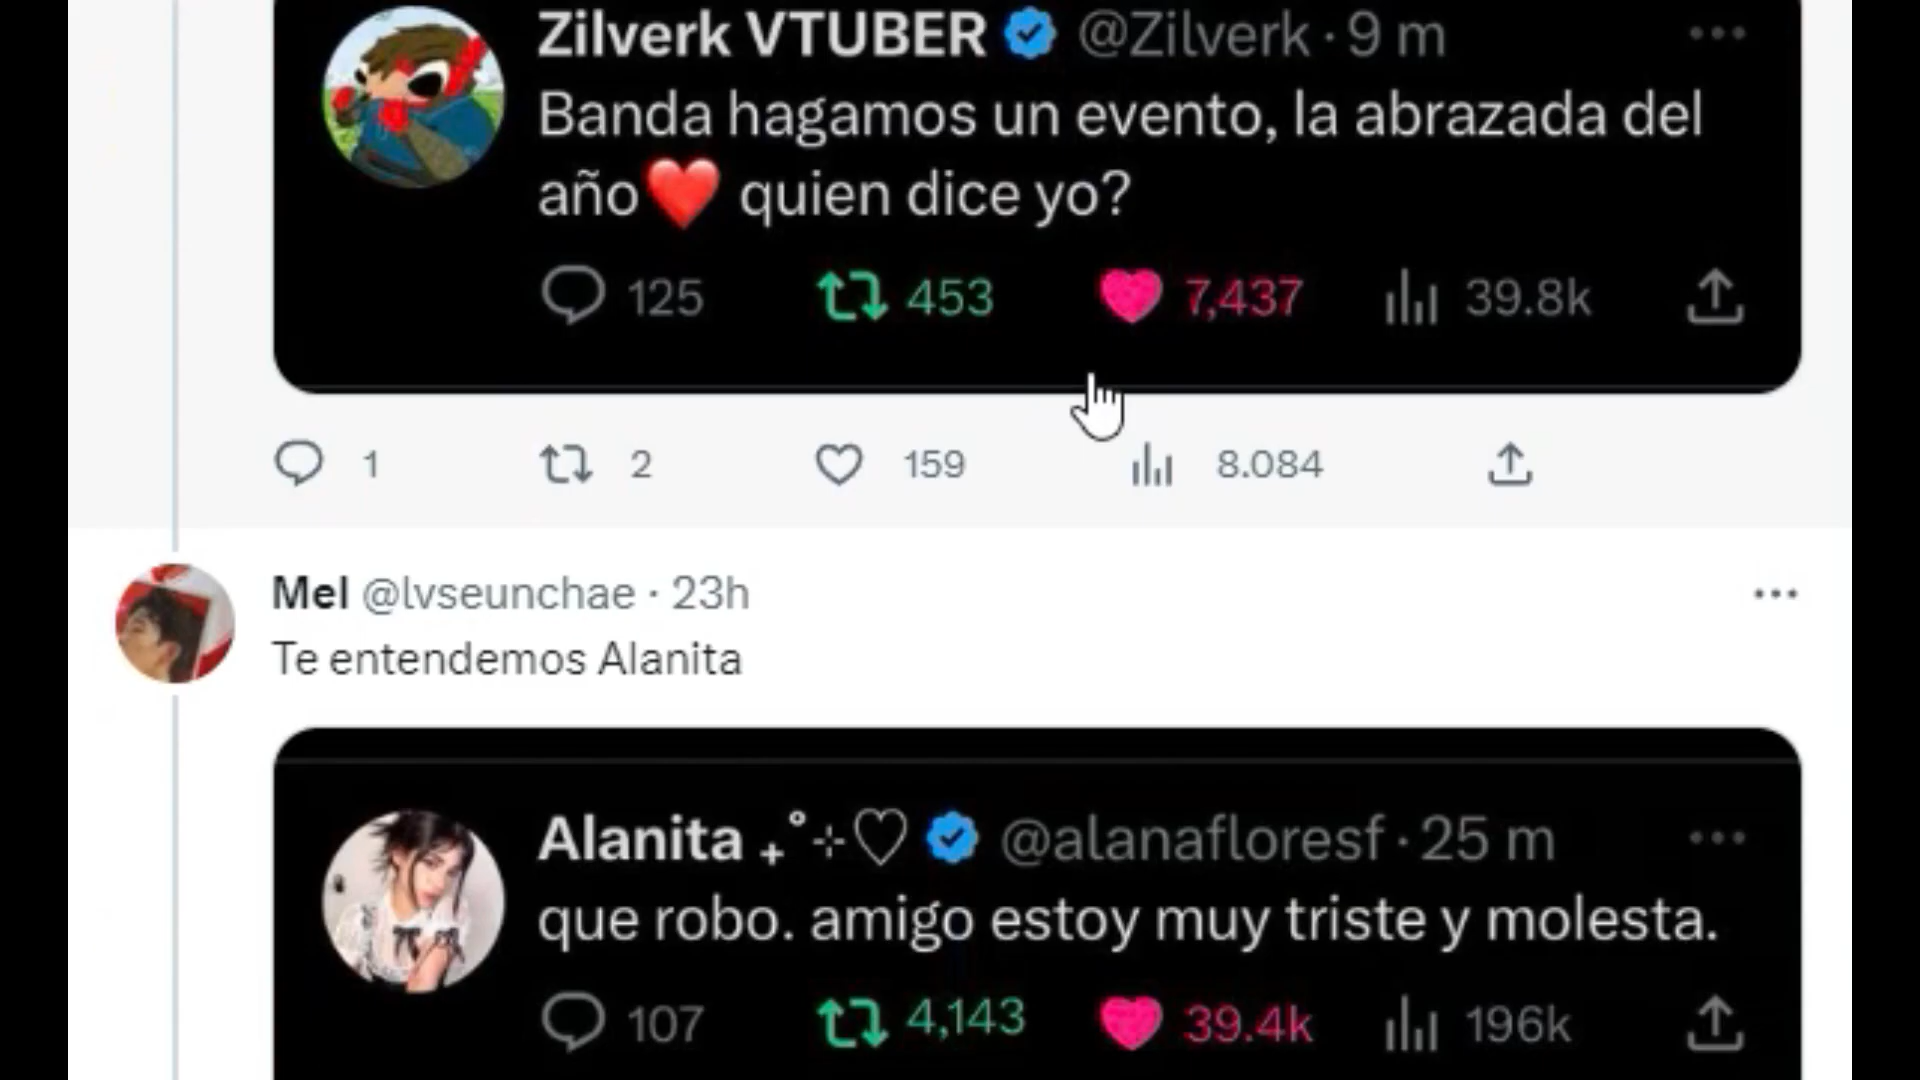 Zilverk VTUBER @Zilverk · 9 m
Banda hagamos un evento, la abrazada del
año❤️ quien dice yo?
125 453 7,437 39.8k
1 2 159 8.084
Mel @lvseunchae · 23h
Te entendemos Alanita
Alanita ₊˚⊹♡ @alanafloresf · 25 m
que robo. amigo estoy muy triste y molesta.
107 4,143 39.4k 196k